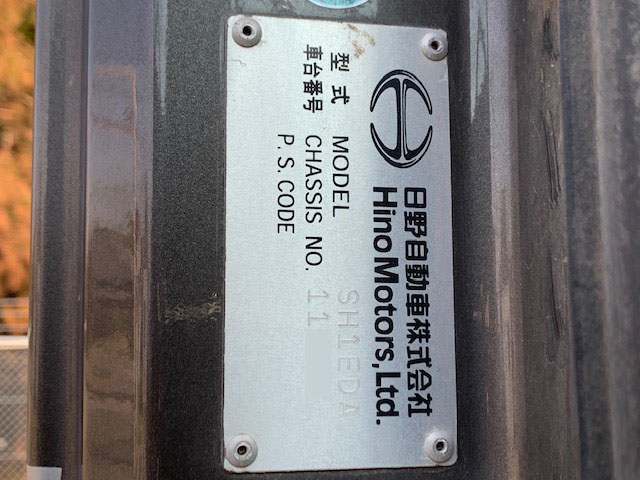 日野自動車株式会社
Hino Motors, Ltd.
型式 MODEL SH1EDA
車台番号 CHASSIS NO. 11
P. S. CODE